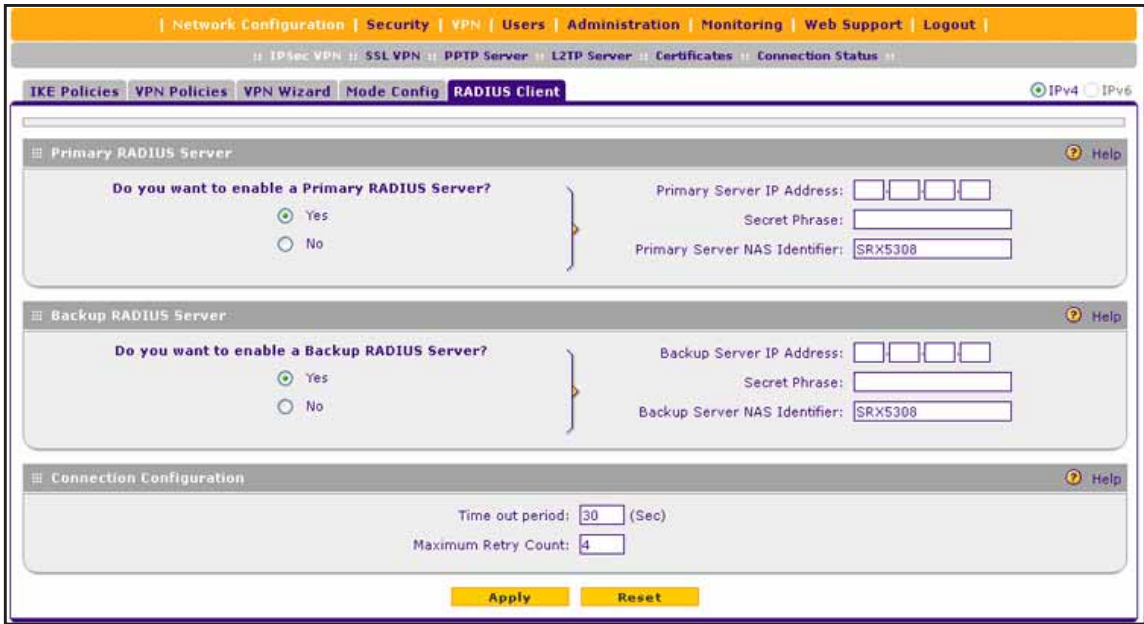 | Network Configuration | Security | VPN | Users | Administration | Monitoring | Web Support | Logout |
:: IPSec VPN :: SSL VPN :: PPTP Server :: L2TP Server :: Certificates :: Connection Status ::
IKE Policies VPN Policies VPN Wizard Mode Config RADIUS Client IPv4 IPv6
Primary RADIUS Server Help
Do you want to enable a Primary RADIUS Server?
Yes
No
Primary Server IP Address:
Secret Phrase:
Primary Server NAS Identifier: SRX5308
Backup RADIUS Server Help
Do you want to enable a Backup RADIUS Server?
Yes
No
Backup Server IP Address:
Secret Phrase:
Backup Server NAS Identifier: SRX5308
Connection Configuration Help
Time out period: 30 (Sec)
Maximum Retry Count: 4
Apply Reset